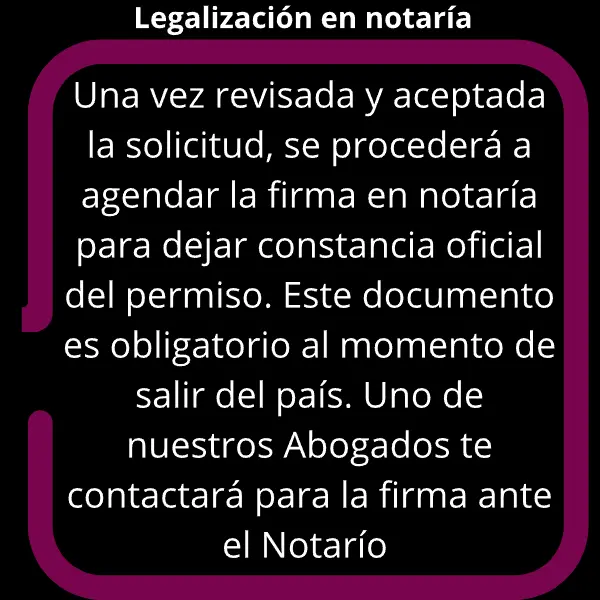 Legalización en notaría
Una vez revisada y aceptada
la solicitud, se procederá a
agendar la firma en notaría
para dejar constancia oficial
del permiso. Este documento
es obligatorio al momento de
salir del país. Uno de
nuestros Abogados te
contactará para la firma ante
el Notarío